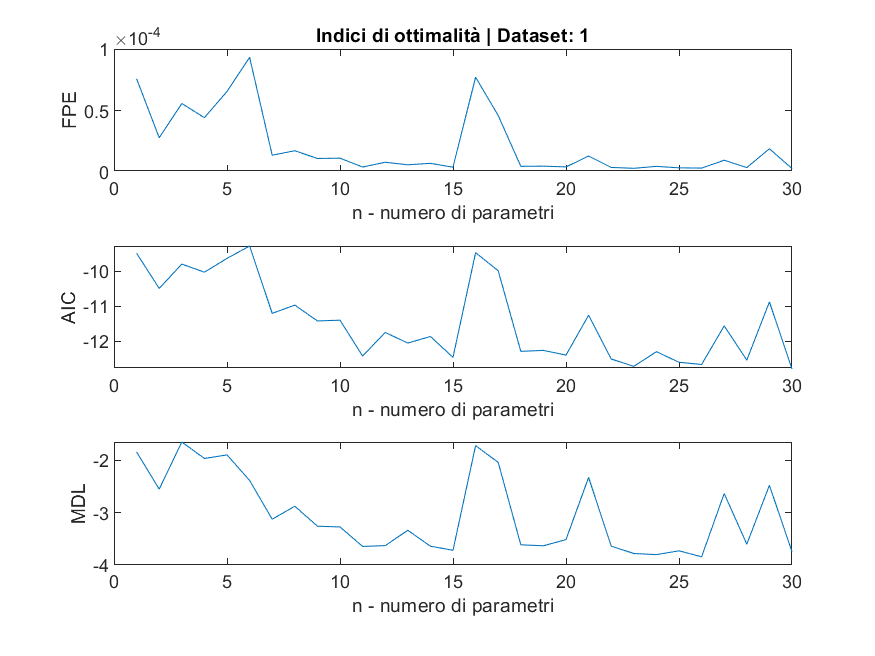 Indici di ottimalità | Dataset: 1
×10-4
1
0.5
0
FPE
0 5 10 15 20 25 30
n - numero di parametri
-10
-11
-12
AIC
0 5 10 15 20 25 30
n - numero di parametri
-2
-3
-4
MDL
0 5 10 15 20 25 30
n - numero di parametri